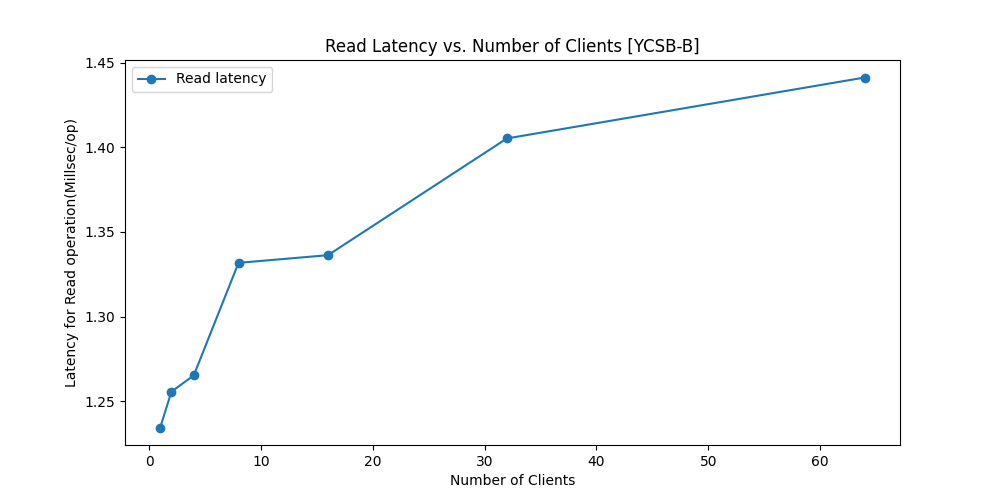 Read Latency vs. Number of Clients [YCSB-B]
Read latency
Latency for Read operation(Millsec/op)
1.45
1.40
1.35
1.30
1.25
0 10 20 30 40 50 60
Number of Clients